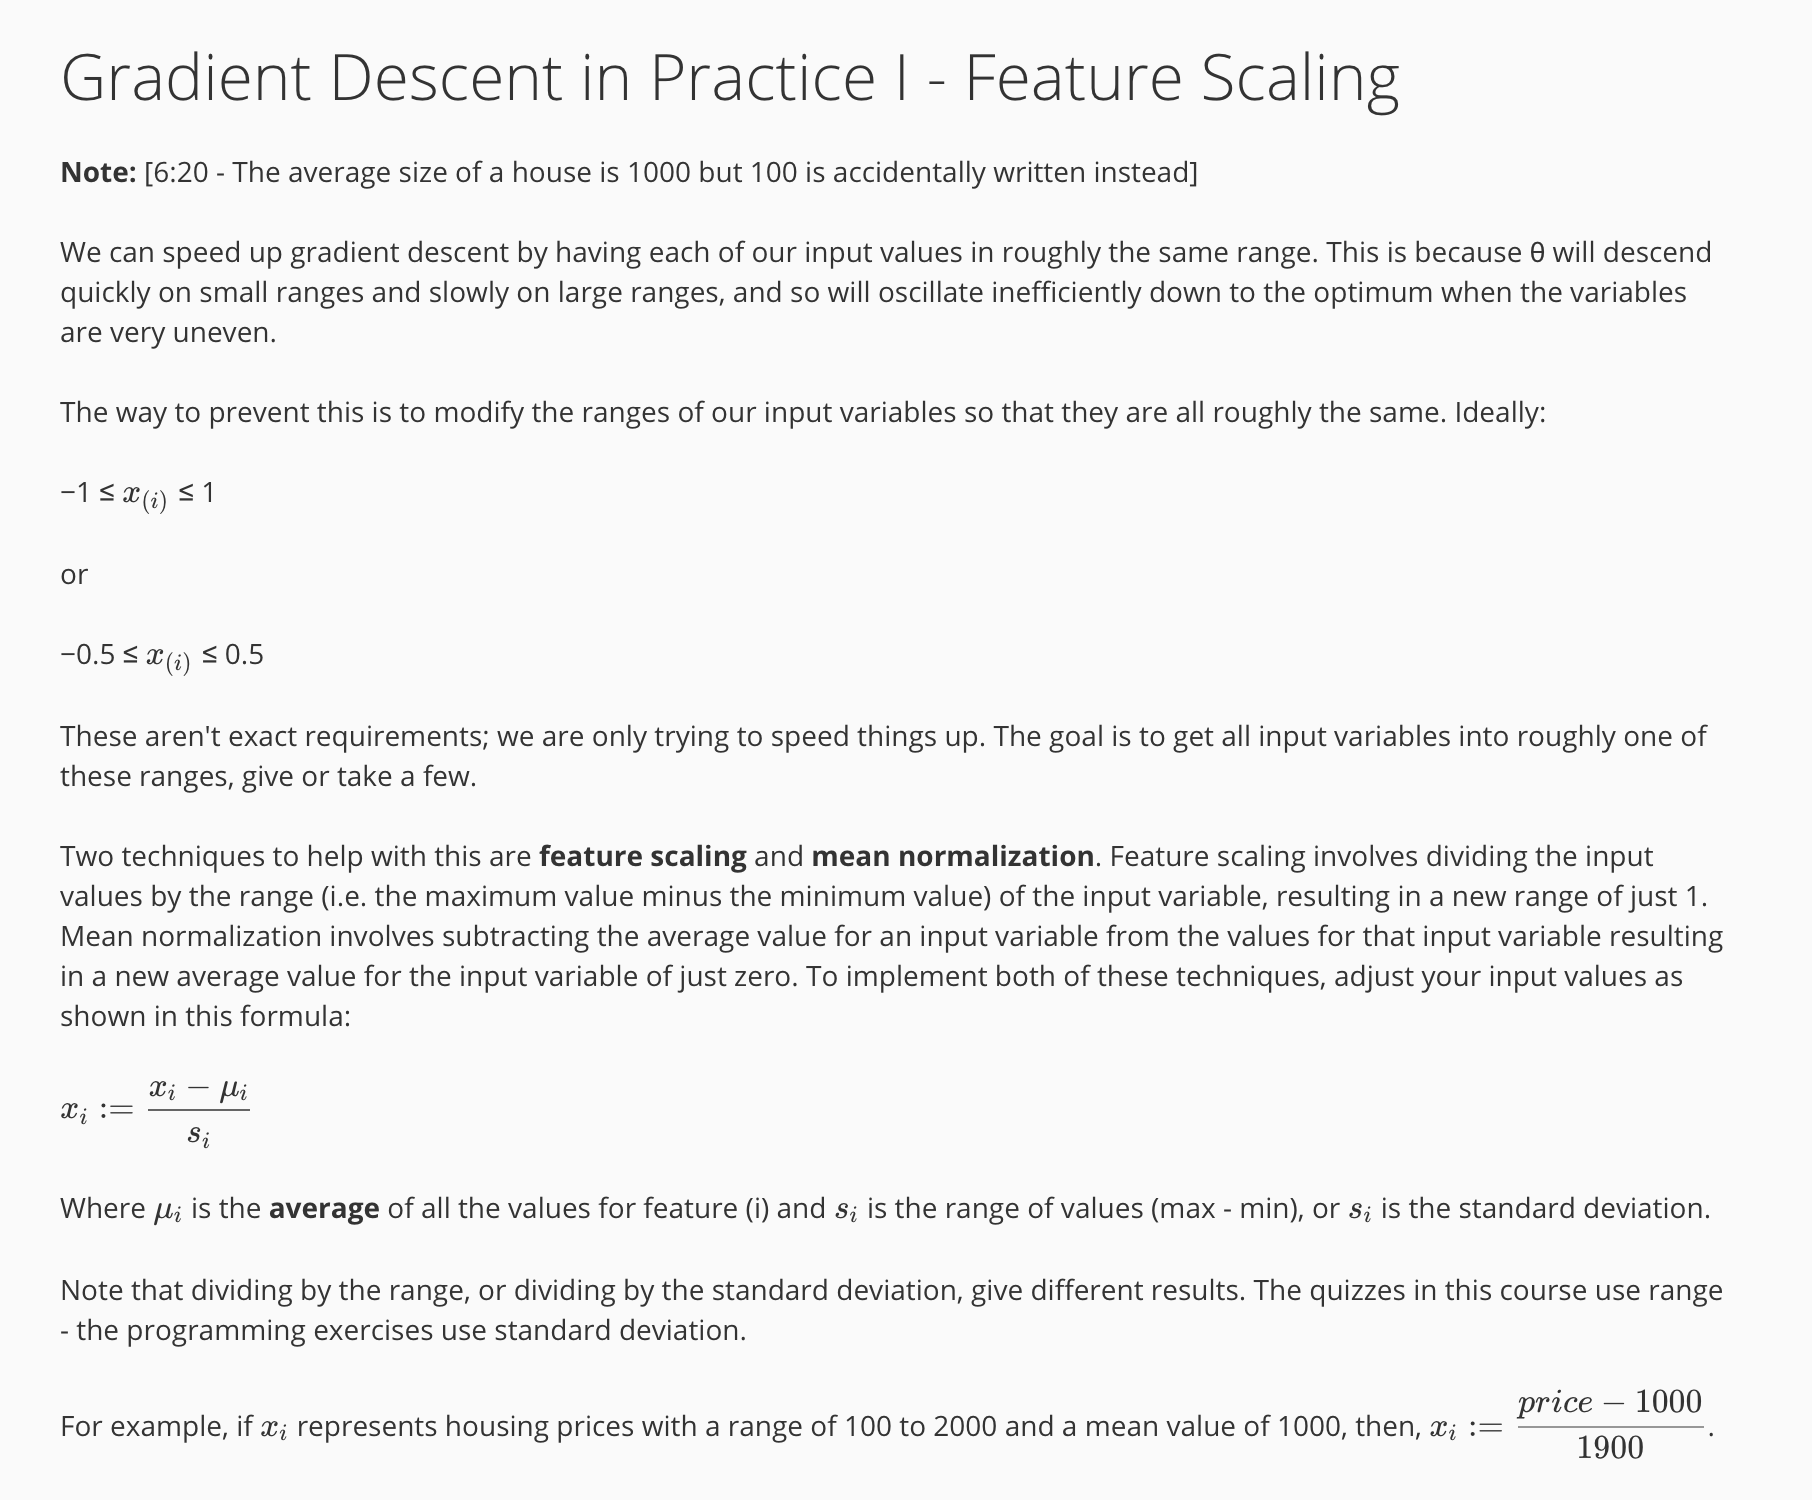 Gradient Descent in Practice I - Feature Scaling
Note: [6:20 - The average size of a house is 1000 but 100 is accidentally written instead]
We can speed up gradient descent by having each of our input values in roughly the same range. This is because θ will descend
quickly on small ranges and slowly on large ranges, and so will oscillate inefficiently down to the optimum when the variables
are very uneven.
The way to prevent this is to modify the ranges of our input variables so that they are all roughly the same. Ideally:
−1 ≤ x_(i) ≤ 1
or
−0.5 ≤ x_(i) ≤ 0.5
These aren't exact requirements; we are only trying to speed things up. The goal is to get all input variables into roughly one of
these ranges, give or take a few.
Two techniques to help with this are feature scaling and mean normalization. Feature scaling involves dividing the input
values by the range (i.e. the maximum value minus the minimum value) of the input variable, resulting in a new range of just 1.
Mean normalization involves subtracting the average value for an input variable from the values for that input variable resulting
in a new average value for the input variable of just zero. To implement both of these techniques, adjust your input values as
shown in this formula:
x_i := (x_i − μ_i) / s_i
Where μ_i is the average of all the values for feature (i) and s_i is the range of values (max - min), or s_i is the standard deviation.
Note that dividing by the range, or dividing by the standard deviation, give different results. The quizzes in this course use range
- the programming exercises use standard deviation.
For example, if x_i represents housing prices with a range of 100 to 2000 and a mean value of 1000, then, x_i := (price − 1000) / 1900.